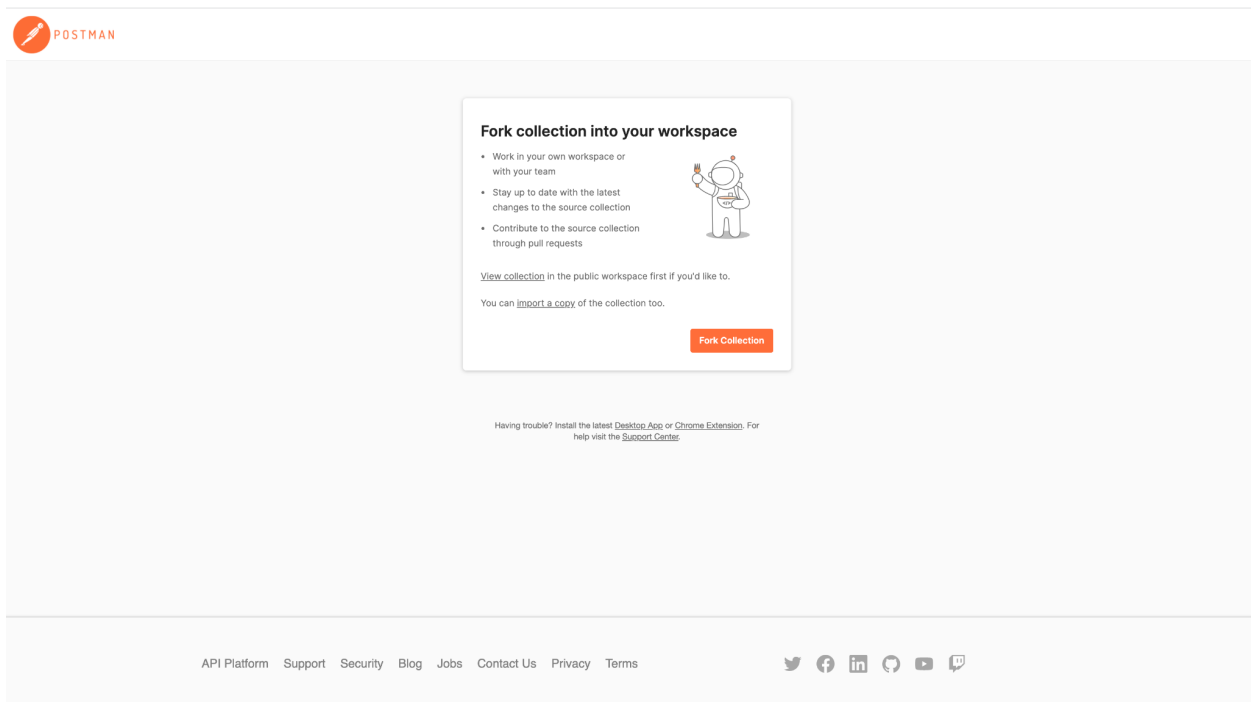 POSTMAN
Fork collection into your workspace
• Work in your own workspace or
with your team
• Stay up to date with the latest
changes to the source collection
• Contribute to the source collection
through pull requests
View collection in the public workspace first if you'd like to.
You can import a copy of the collection too.
Fork Collection
Having trouble? Install the latest Desktop App or Chrome Extension. For
help visit the Support Center.
API Platform Support Security Blog Jobs Contact Us Privacy Terms